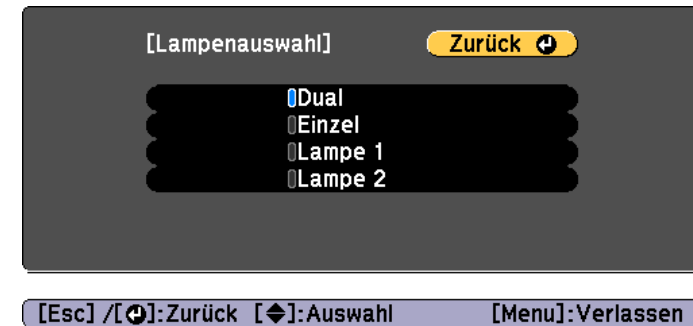 [Lampenauswahl] Zurück
Dual
Einzel
Lampe 1
Lampe 2
[Esc] /[ ]:Zurück [ ]:Auswahl [Menu]:Verlassen